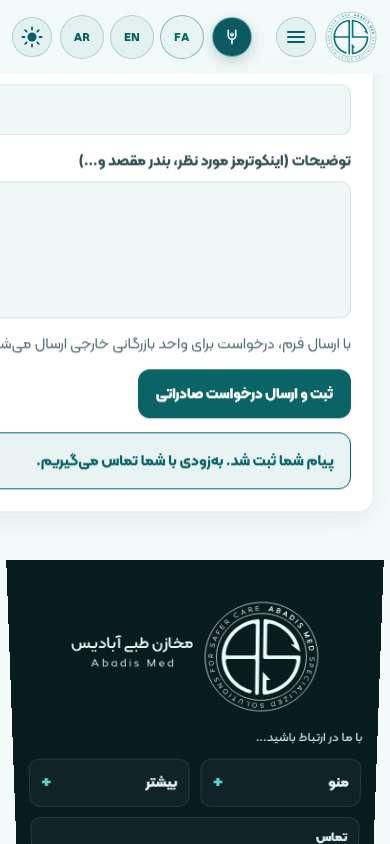 FA
EN
AR
توضیحات (اینکوترمز مورد نظر، بندر مقصد و...)
با ارسال فرم، درخواست برای واحد بازرگانی خارجی ارسال می‌ش
ثبت و ارسال درخواست صادراتی
پیام شما ثبت شد. به‌زودی با شما تماس می‌گیریم.
ABADIS MED SPECIALIZED SOLUTIONS FOR SAFER CARE
مخازن طبی آبادیس
Abadis Med
با ما در ارتباط باشید...
منو +
بیشتر +
تماس